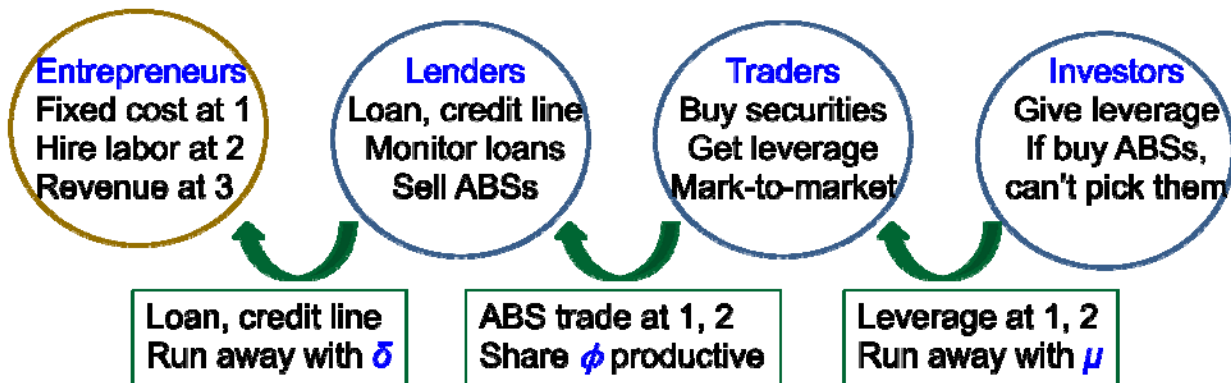 Entrepreneurs
Fixed cost at 1
Hire labor at 2
Revenue at 3
Lenders
Loan, credit line
Monitor loans
Sell ABSs
Traders
Buy securities
Get leverage
Mark-to-market
Investors
Give leverage
If buy ABSs,
can't pick them
Loan, credit line
Run away with δ
ABS trade at 1, 2
Share ϕ productive
Leverage at 1, 2
Run away with μ